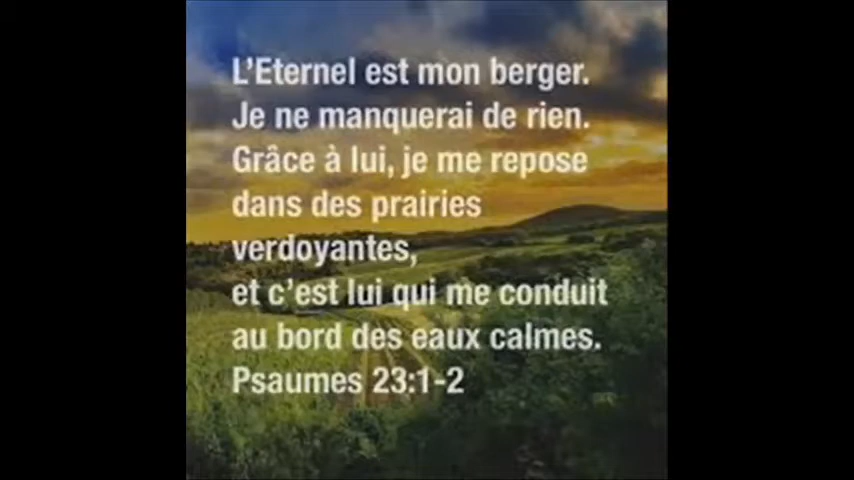 L'Eternel est mon berger.
Je ne manquerai de rien.
Grâce à lui, je me repose
dans des prairies
verdoyantes,
et c'est lui qui me conduit
au bord des eaux calmes.
Psaumes 23:1-2